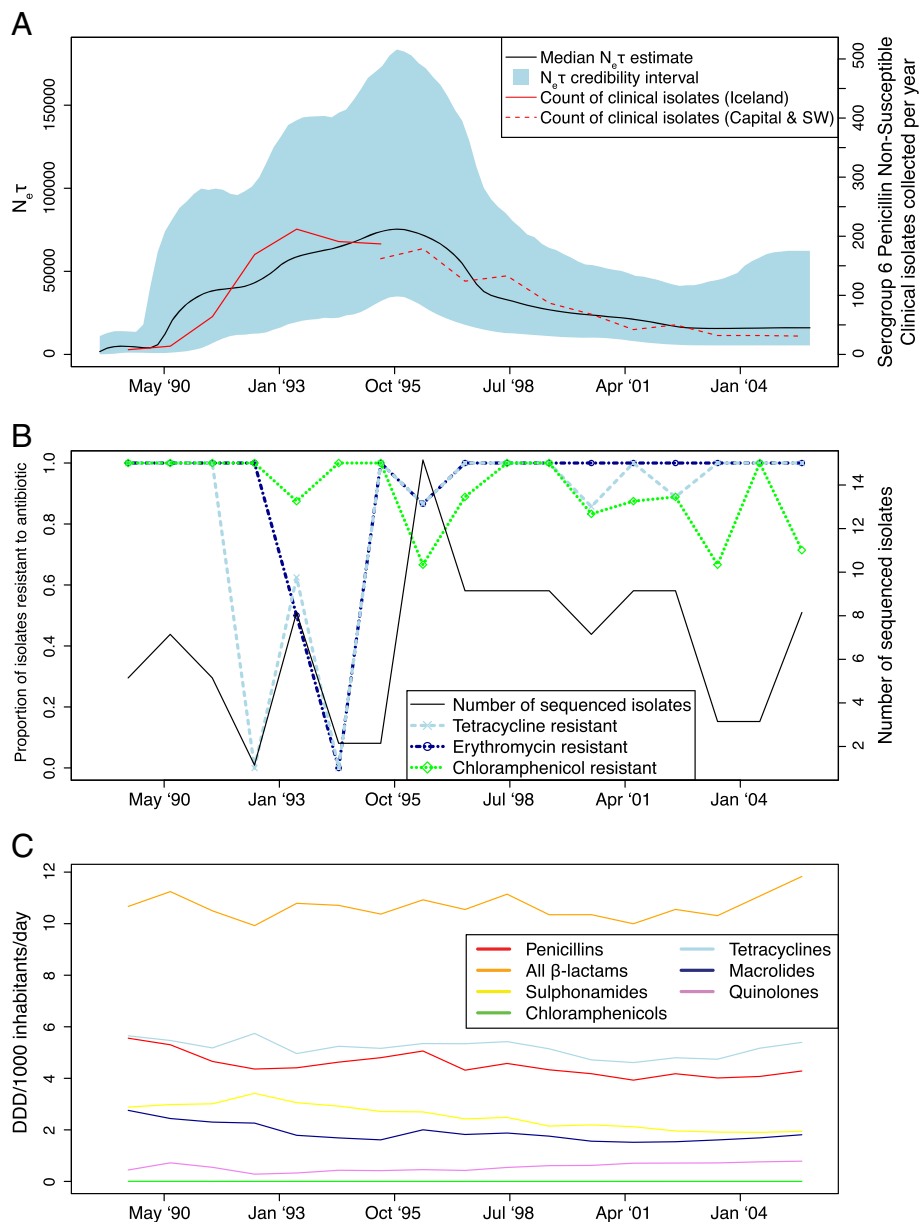 A
Median Neτ estimate
Neτ credibility interval
Count of clinical isolates (Iceland)
Count of clinical isolates (Capital & SW)
Neτ
0
50000
100000
150000
0
100
200
300
400
500
Serogroup 6 Penicillin Non-Susceptible
Clinical isolates collected per year
May ‘90
Jan ‘93
Oct ‘95
Jul ‘98
Apr ‘01
Jan ‘04
B
Proportion of isolates resistant to antibiotic
0.0
0.2
0.4
0.6
0.8
1.0
2
4
6
8
10
12
14
Number of sequenced isolates
Number of sequenced isolates
Tetracycline resistant
Erythromycin resistant
Chloramphenicol resistant
May ‘90
Jan ‘93
Oct ‘95
Jul ‘98
Apr ‘01
Jan ‘04
C
DDD/1000 inhabitants/day
0
2
4
6
8
10
12
Penicillins
All β-lactams
Sulphonamides
Chloramphenicols
Tetracyclines
Macrolides
Quinolones
May ‘90
Jan ‘93
Oct ‘95
Jul ‘98
Apr ‘01
Jan ‘04